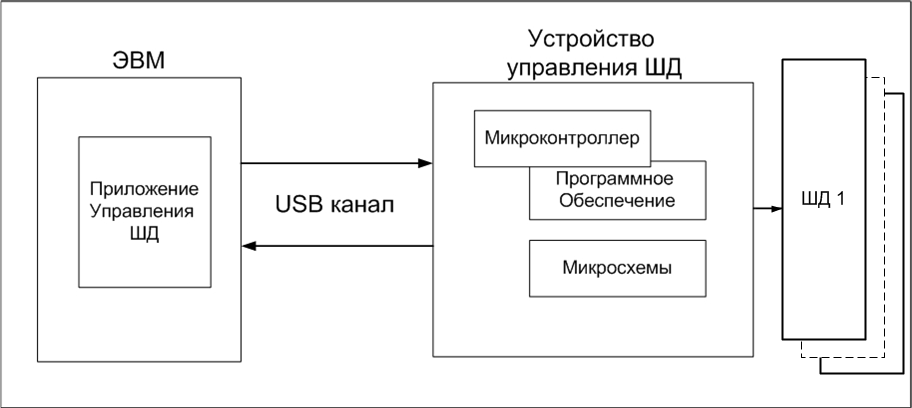 ЭВМ
Приложение
Управления
ШД
USB канал
Устройство
управления ШД
Микроконтроллер
Программное
Обеспечение
Микросхемы
ШД 1